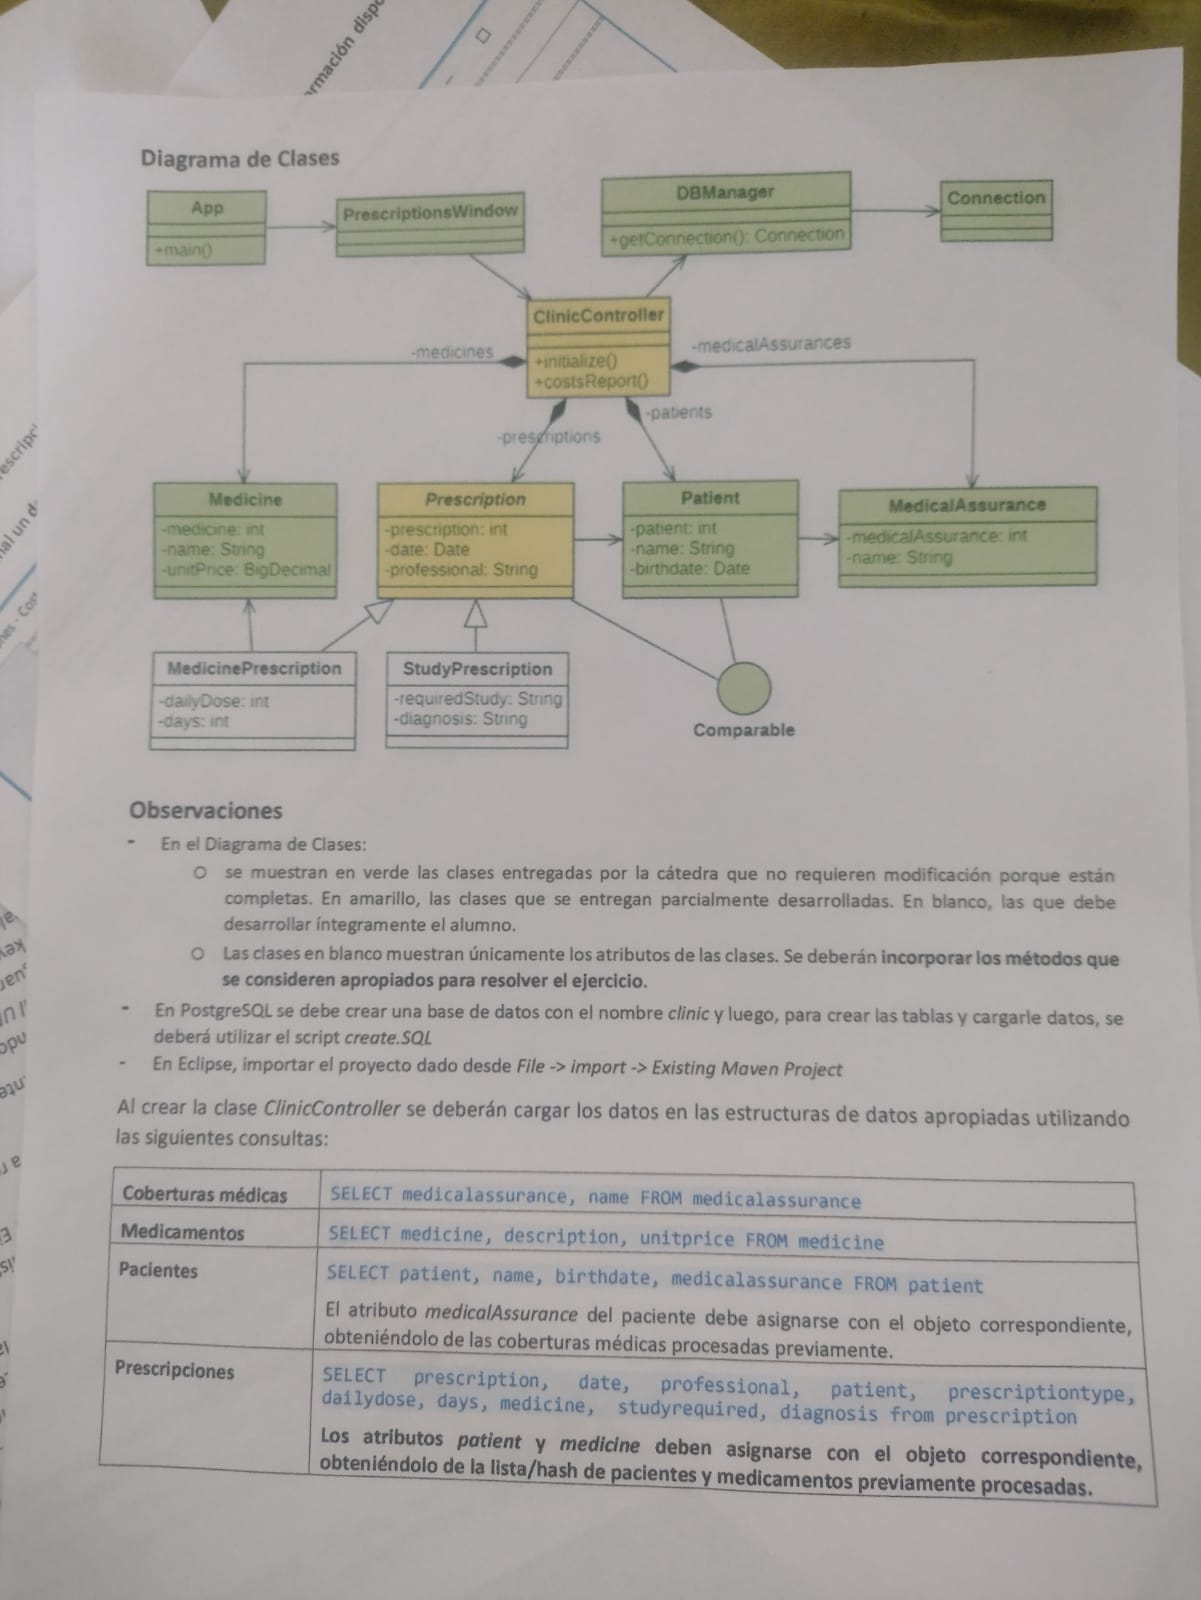 ormación dispo
Diagrama de Clases
App
+main()
PrescriptionsWindow
DBManager
+getConnection(): Connection
Connection
ClinicController
+initialize()
+costsReport()
-medicines
-medicalAssurances
-prescriptions
-patients
Medicine
-medicine: int
-name: String
-unitPrice: BigDecimal
Prescription
-prescription: int
-date: Date
-professional: String
Patient
-patient: int
-name: String
-birthdate: Date
MedicalAssurance
-medicalAssurance: int
-name: String
MedicinePrescription
-dailyDose: int
-days: int
StudyPrescription
-requiredStudy: String
-diagnosis: String
Comparable
Observaciones
- En el Diagrama de Clases:
o se muestran en verde las clases entregadas por la cátedra que no requieren modificación porque están
completas. En amarillo, las clases que se entregan parcialmente desarrolladas. En blanco, las que debe
desarrollar íntegramente el alumno.
o Las clases en blanco muestran únicamente los atributos de las clases. Se deberán incorporar los métodos que
se consideren apropiados para resolver el ejercicio.
- En PostgreSQL se debe crear una base de datos con el nombre clinic y luego, para crear las tablas y cargarle datos, se
deberá utilizar el script create.SQL
- En Eclipse, importar el proyecto dado desde File -> import -> Existing Maven Project
Al crear la clase ClinicController se deberán cargar los datos en las estructuras de datos apropiadas utilizando
las siguientes consultas:
Coberturas médicas
SELECT medicalassurance, name FROM medicalassurance
Medicamentos
SELECT medicine, description, unitprice FROM medicine
Pacientes
SELECT patient, name, birthdate, medicalassurance FROM patient
El atributo medicalAssurance del paciente debe asignarse con el objeto correspondiente,
obteniéndolo de las coberturas médicas procesadas previamente.
Prescripciones
SELECT prescription, date, professional, patient, prescriptiontype,
dailydose, days, medicine, studyrequired, diagnosis from prescription
Los atributos patient y medicine deben asignarse con el objeto correspondiente,
obteniéndolo de la lista/hash de pacientes y medicamentos previamente procesadas.